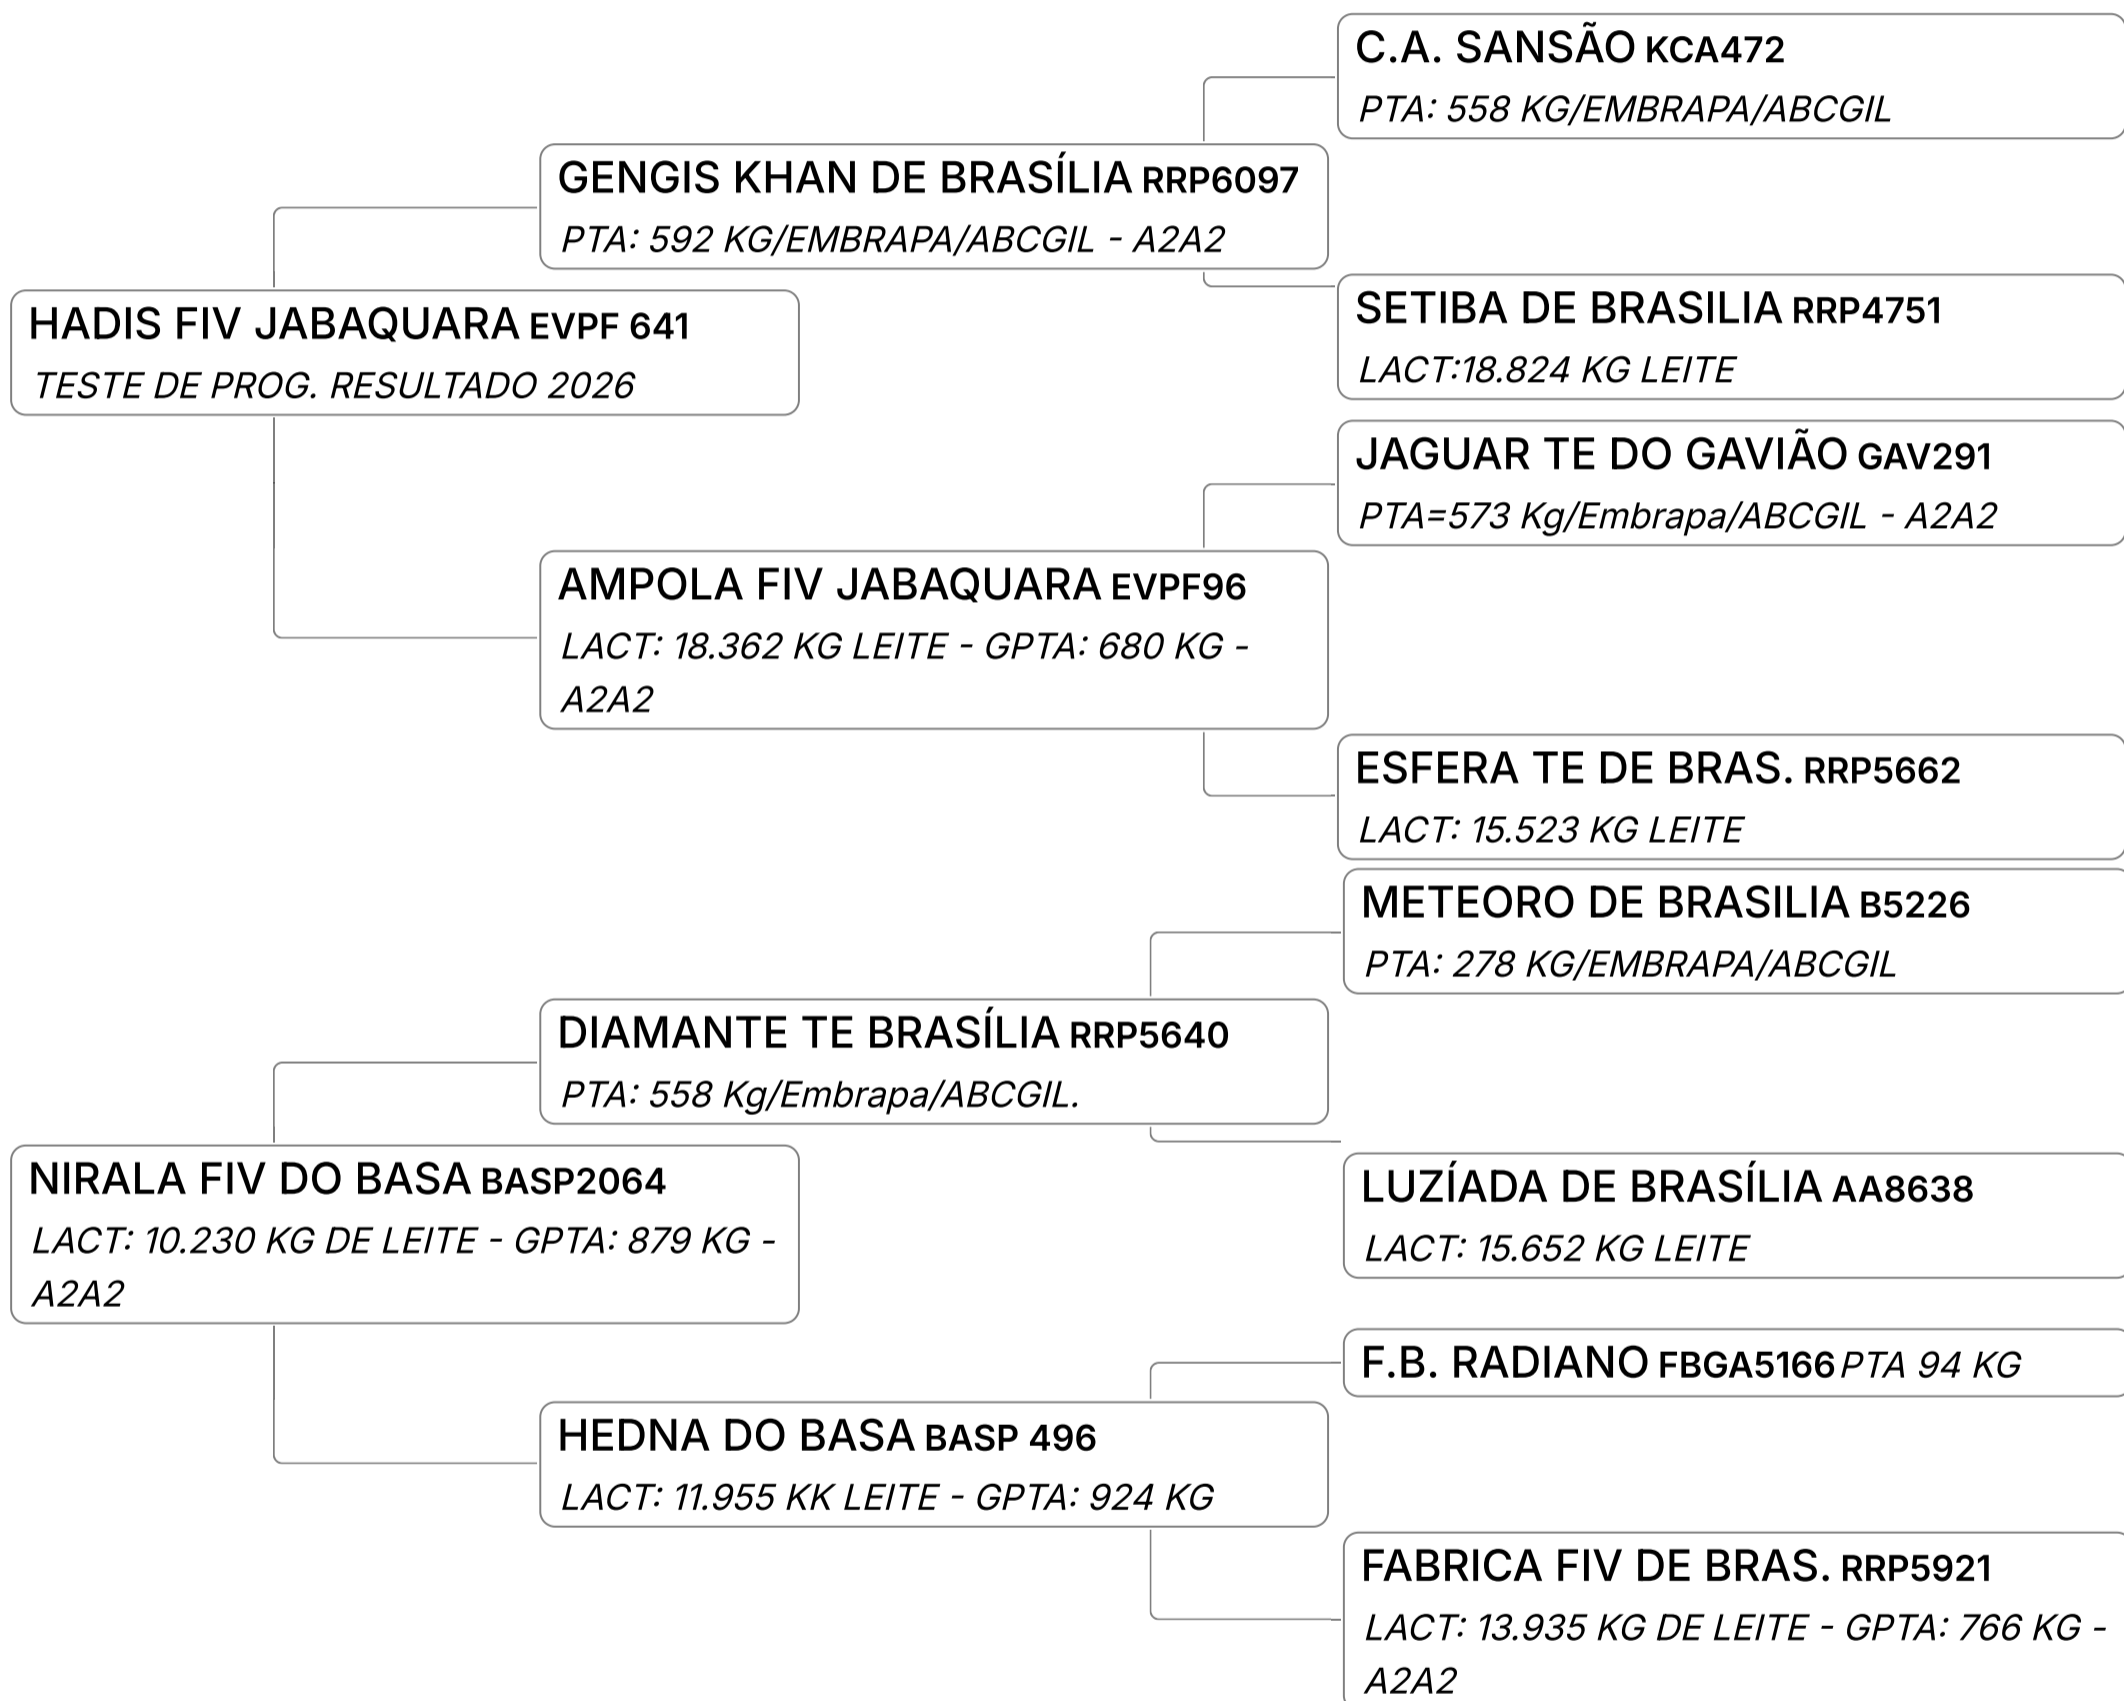 C.A. SANSÃO KCA472
PTA: 558 KG/EMBRAPA/ABCGIL
GENGIS KHAN DE BRASÍLIA RRP6097
PTA: 592 KG/EMBRAPA/ABCGIL - A2A2
SETIBA DE BRASILIA RRP4751
LACT:18.824 KG LEITE
HADIS FIV JABAQUARA EVPF 641
TESTE DE PROG. RESULTADO 2026
JAGUAR TE DO GAVIÃO GAV291
PTA=573 Kg/Embrapa/ABCGIL - A2A2
AMPOLA FIV JABAQUARA EVPF96
LACT: 18.362 KG LEITE - GPTA: 680 KG -
A2A2
ESFERA TE DE BRAS. RRP5662
LACT: 15.523 KG LEITE
METEORO DE BRASILIA B5226
PTA: 278 KG/EMBRAPA/ABCGIL
DIAMANTE TE BRASÍLIA RRP5640
PTA: 558 Kg/Embrapa/ABCGIL.
LUZÍADA DE BRASÍLIA AA8638
LACT: 15.652 KG LEITE
NIRALA FIV DO BASA BASP2064
LACT: 10.230 KG DE LEITE - GPTA: 879 KG -
A2A2
F.B. RADIANO FBGA5166 PTA 94 KG
HEDNA DO BASA BASP 496
LACT: 11.955 KK LEITE - GPTA: 924 KG
FABRICA FIV DE BRAS. RRP5921
LACT: 13.935 KG DE LEITE - GPTA: 766 KG -
A2A2